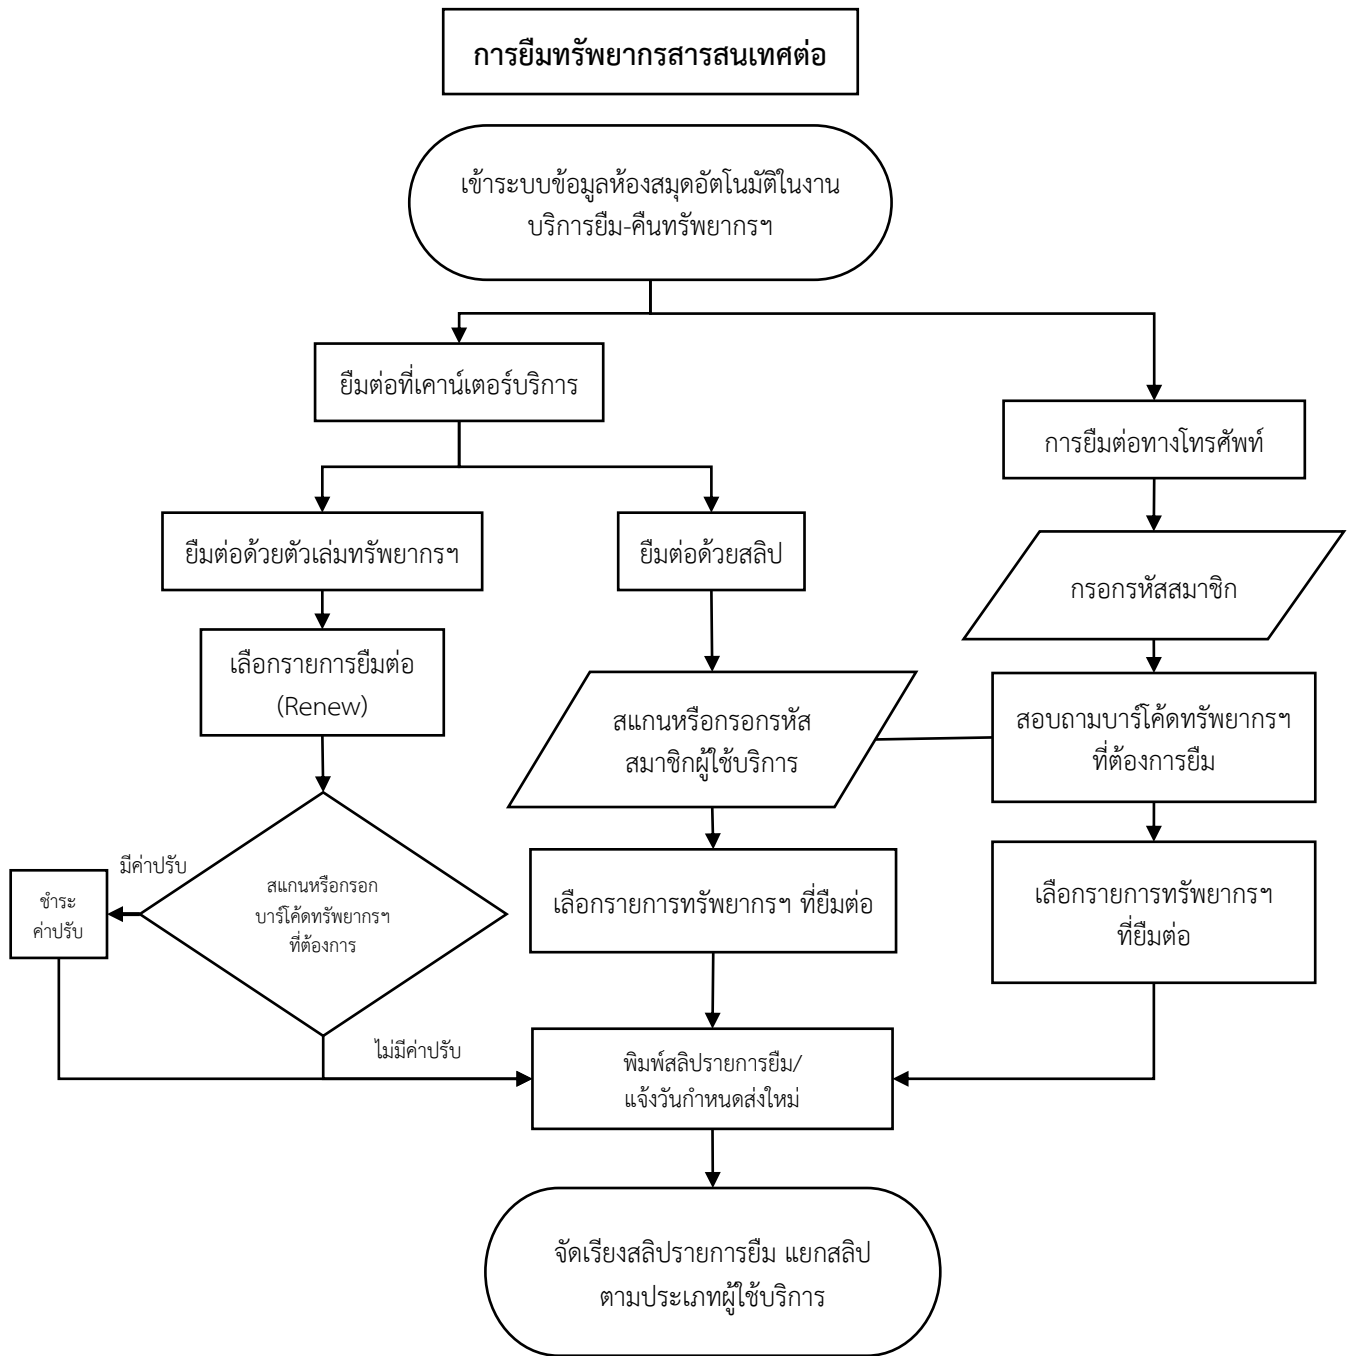 การยืมทรัพยากรสารสนเทศต่อ
เข้าระบบข้อมูลห้องสมุดอัตโนมัติในงาน
บริการยืม-คืนทรัพยากรฯ
ยืมต่อที่เคาน์เตอร์บริการ
การยืมต่อทางโทรศัพท์
ยืมต่อด้วยตัวเล่มทรัพยากรฯ
ยืมต่อด้วยสลิป
กรอกรหัสสมาชิก
เลือกรายการยืมต่อ
(Renew)
สแกนหรือกรอกรหัส
สมาชิกผู้ใช้บริการ
สอบถามบาร์โค้ดทรัพยากรฯ
ที่ต้องการยืม
มีค่าปรับ
ชำระ
ค่าปรับ
สแกนหรือกรอก
บาร์โค้ดทรัพยากรฯ
ที่ต้องการ
เลือกรายการทรัพยากรฯ ที่ยืมต่อ
เลือกรายการทรัพยากรฯ
ที่ยืมต่อ
ไม่มีค่าปรับ
พิมพ์สลิปรายการยืม/
แจ้งวันกำหนดส่งใหม่
จัดเรียงสลิปรายการยืม แยกสลิป
ตามประเภทผู้ใช้บริการ